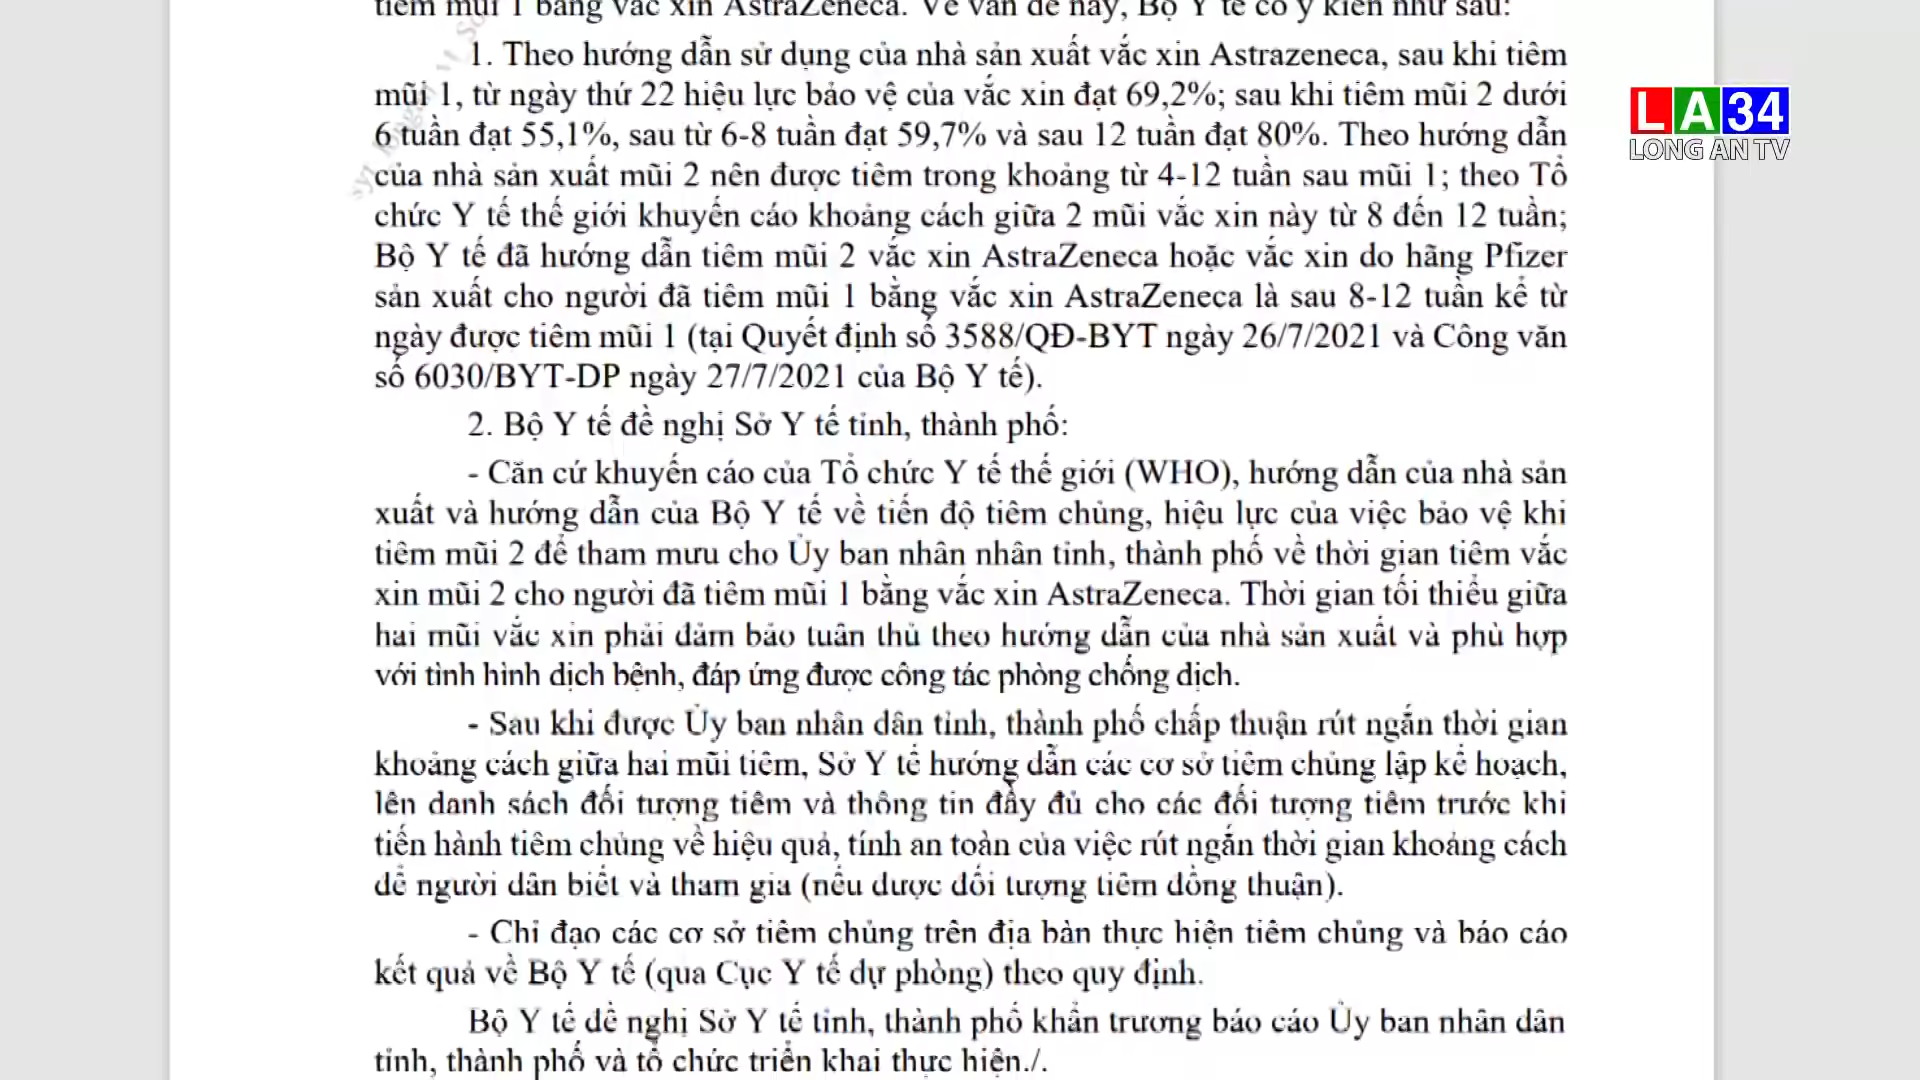 tiêm mũi 1 bằng vắc xin AstraZeneca. Về vấn đề này, Bộ Y tế có ý kiến như sau:
1. Theo hướng dẫn sử dụng của nhà sản xuất vắc xin Astrazeneca, sau khi tiêm
mũi 1, từ ngày thứ 22 hiệu lực bảo vệ của vắc xin đạt 69,2%; sau khi tiêm mũi 2 dưới
6 tuần đạt 55,1%, sau từ 6-8 tuần đạt 59,7% và sau 12 tuần đạt 80%. Theo hướng dẫn
của nhà sản xuất mũi 2 nên được tiêm trong khoảng từ 4-12 tuần sau mũi 1; theo Tổ
chức Y tế thế giới khuyến cáo khoảng cách giữa 2 mũi vắc xin này từ 8 đến 12 tuần;
Bộ Y tế đã hướng dẫn tiêm mũi 2 vắc xin AstraZeneca hoặc vắc xin do hãng Pfizer
sản xuất cho người đã tiêm mũi 1 bằng vắc xin AstraZeneca là sau 8-12 tuần kể từ
ngày được tiêm mũi 1 (tại Quyết định số 3588/QĐ-BYT ngày 26/7/2021 và Công văn
số 6030/BYT-DP ngày 27/7/2021 của Bộ Y tế).
2. Bộ Y tế đề nghị Sở Y tế tỉnh, thành phố:
- Căn cứ khuyến cáo của Tổ chức Y tế thế giới (WHO), hướng dẫn của nhà sản
xuất và hướng dẫn của Bộ Y tế về tiến độ tiêm chủng, hiệu lực của việc bảo vệ khi
tiêm mũi 2 để tham mưu cho Ủy ban nhân nhân tỉnh, thành phố về thời gian tiêm vắc
xin mũi 2 cho người đã tiêm mũi 1 bằng vắc xin AstraZeneca. Thời gian tối thiểu giữa
hai mũi vắc xin phải đảm bảo tuân thủ theo hướng dẫn của nhà sản xuất và phù hợp
với tình hình dịch bệnh, đáp ứng được công tác phòng chống dịch.
- Sau khi được Ủy ban nhân dân tỉnh, thành phố chấp thuận rút ngắn thời gian
khoảng cách giữa hai mũi tiêm, Sở Y tế hướng dẫn các cơ sở tiêm chủng lập kế hoạch,
lên danh sách đối tượng tiêm và thông tin đầy đủ cho các đối tượng tiêm trước khi
tiến hành tiêm chủng về hiệu quả, tính an toàn của việc rút ngắn thời gian khoảng cách
để người dân biết và tham gia (nếu được đối tượng tiêm đồng thuận).
- Chỉ đạo các cơ sở tiêm chủng trên địa bàn thực hiện tiêm chủng và báo cáo
kết quả về Bộ Y tế (qua Cục Y tế dự phòng) theo quy định.
Bộ Y tế đề nghị Sở Y tế tỉnh, thành phố khẩn trương báo cáo Ủy ban nhân dân
tỉnh, thành phố và tổ chức triển khai thực hiện./.
LA34
LONG AN TV